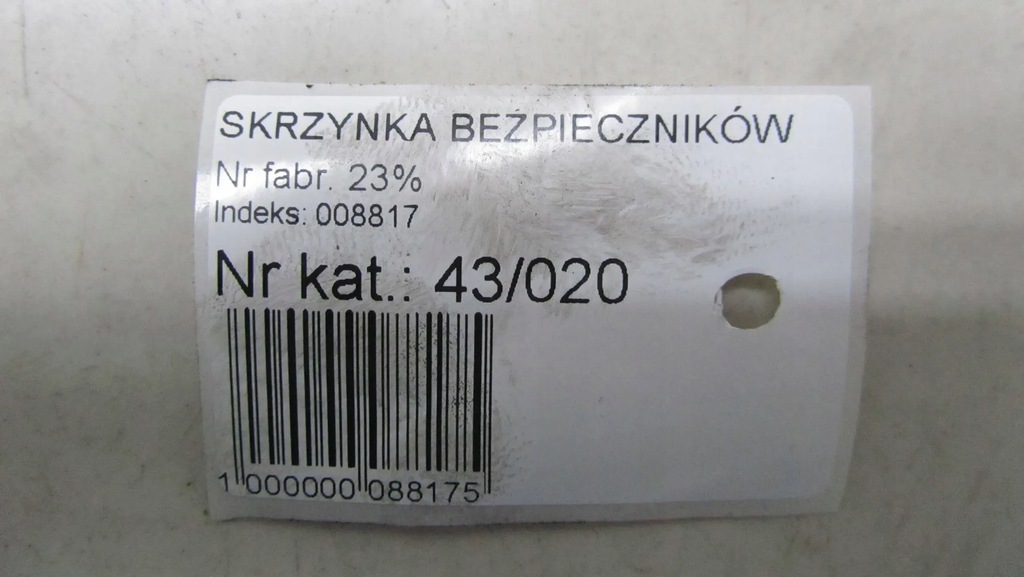 SKRZYNKA BEZPIECZNIKÓW
Nr fabr. 23%
Indeks: 008817
Nr kat.: 43/020
1 000000 088175